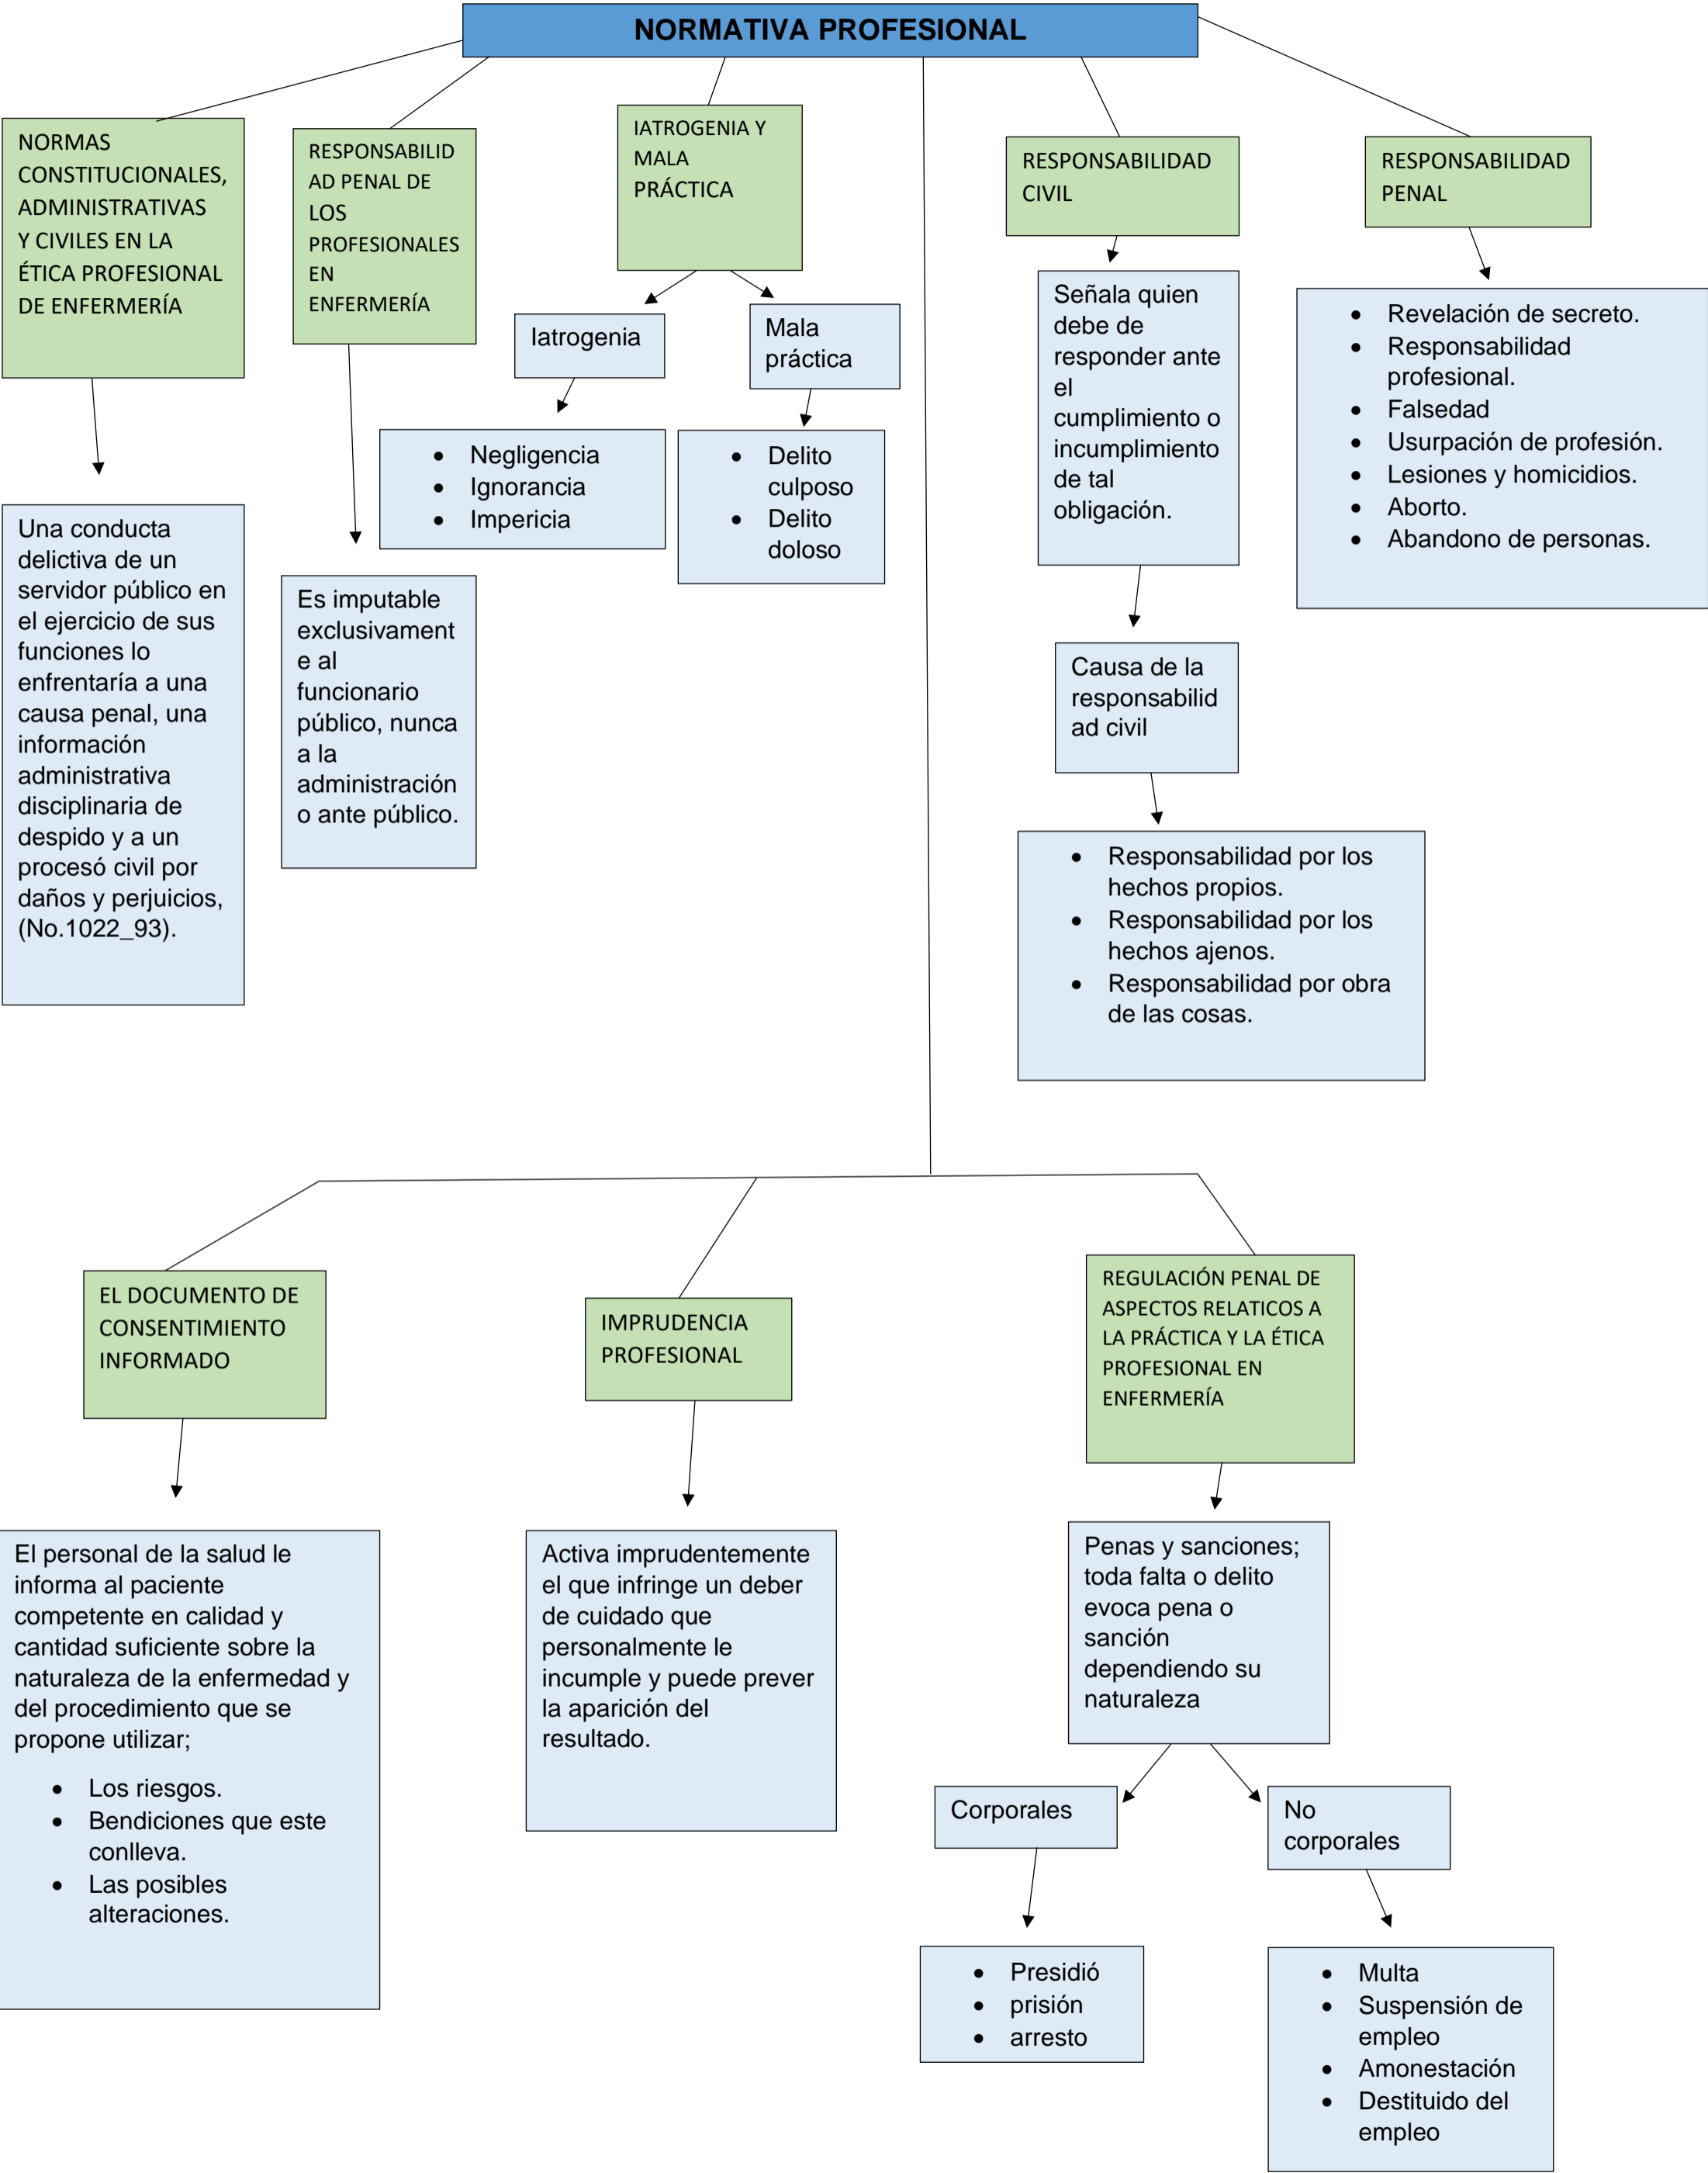 NORMATIVA PROFESIONAL
NORMAS
CONSTITUCIONALES,
ADMINISTRATIVAS
Y CIVILES EN LA
ÉTICA PROFESIONAL
DE ENFERMERÍA
Una conducta
delictiva de un
servidor público en
el ejercicio de sus
funciones lo
enfrentaría a una
causa penal, una
información
administrativa
disciplinaria de
despido y a un
procesó civil por
daños y perjuicios,
(No.1022_93).
RESPONSABILID
AD PENAL DE
LOS
PROFESIONALES
EN
ENFERMERÍA
Es imputable
exclusivament
e al
funcionario
público, nunca
a la
administración
o ante público.
IATROGENIA Y
MALA
PRÁCTICA
Iatrogenia
• Negligencia
• Ignorancia
• Impericia
Mala
práctica
• Delito
culposo
• Delito
doloso
RESPONSABILIDAD
CIVIL
Señala quien
debe de
responder ante
el
cumplimiento o
incumplimiento
de tal
obligación.
Causa de la
responsabilid
ad civil
• Responsabilidad por los
hechos propios.
• Responsabilidad por los
hechos ajenos.
• Responsabilidad por obra
de las cosas.
RESPONSABILIDAD
PENAL
• Revelación de secreto.
• Responsabilidad
profesional.
• Falsedad
• Usurpación de profesión.
• Lesiones y homicidios.
• Aborto.
• Abandono de personas.
EL DOCUMENTO DE
CONSENTIMIENTO
INFORMADO
El personal de la salud le
informa al paciente
competente en calidad y
cantidad suficiente sobre la
naturaleza de la enfermedad y
del procedimiento que se
propone utilizar;
• Los riesgos.
• Bendiciones que este
conlleva.
• Las posibles
alteraciones.
IMPRUDENCIA
PROFESIONAL
Activa imprudentemente
el que infringe un deber
de cuidado que
personalmente le
incumple y puede prever
la aparición del
resultado.
REGULACIÓN PENAL DE
ASPECTOS RELATICOS A
LA PRÁCTICA Y LA ÉTICA
PROFESIONAL EN
ENFERMERÍA
Penas y sanciones;
toda falta o delito
evoca pena o
sanción
dependiendo su
naturaleza
Corporales
• Presidió
• prisión
• arresto
No
corporales
• Multa
• Suspensión de
empleo
• Amonestación
• Destituido del
empleo